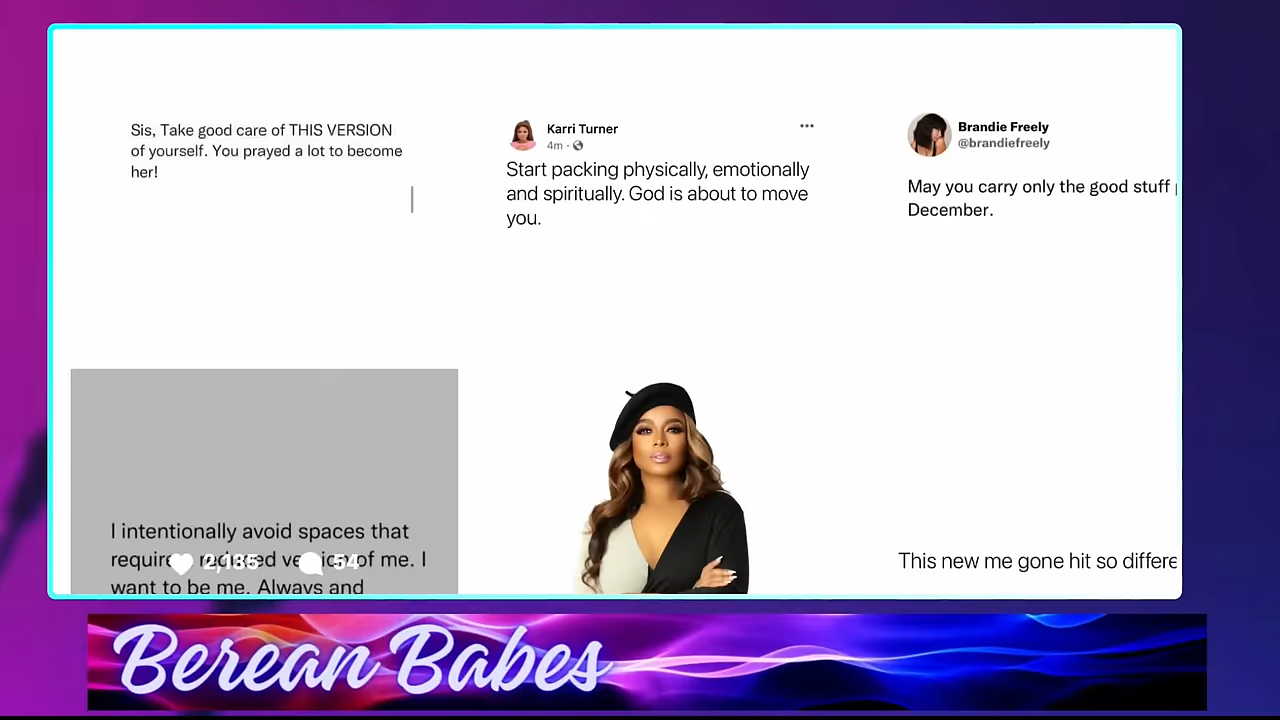 Sis, Take good care of THIS VERSION
of yourself. You prayed a lot to become
her!
Karri Turner
4m ·
Start packing physically, emotionally
and spiritually. God is about to move
you.
Brandie Freely
@brandiefreely
May you carry only the good stuff
December.
I intentionally avoid spaces that
of me. I
want to be me. Always and
2,185
54
This new me gone hit so differe
Berean Babes